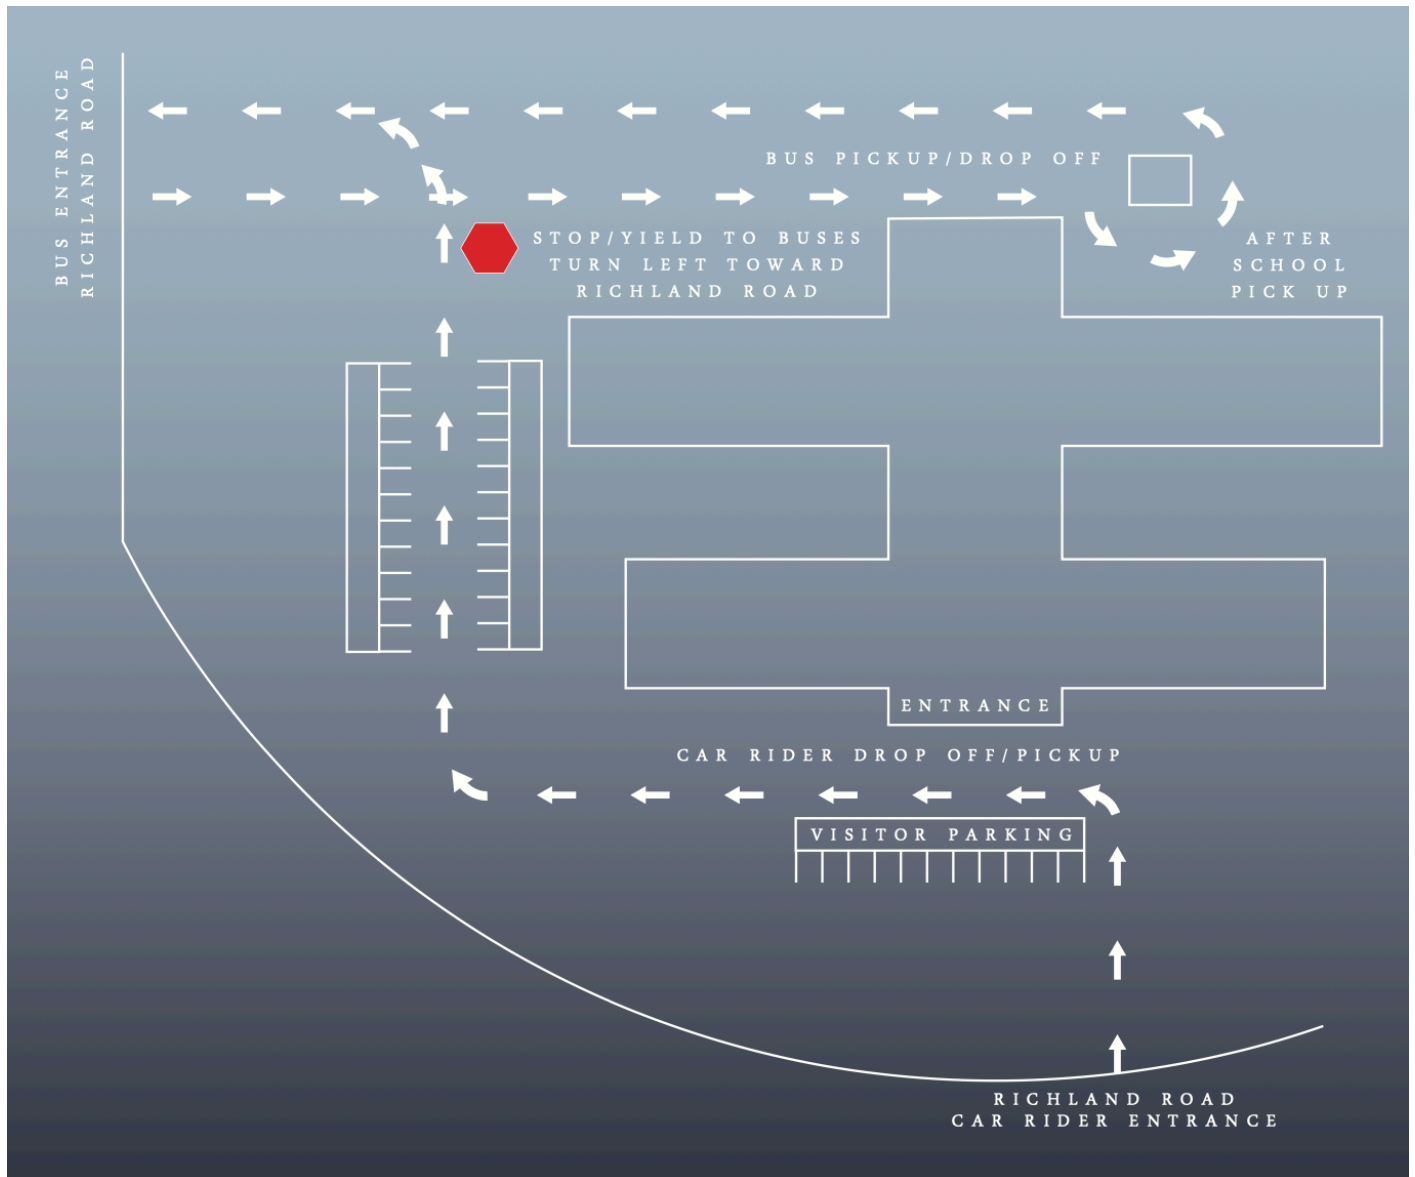 BUS ENTRANCE
RICHLAND ROAD
BUS PICKUP/DROP OFF
STOP/YIELD TO BUSES
TURN LEFT TOWARD
RICHLAND ROAD
AFTER
SCHOOL
PICK UP
ENTRANCE
CAR RIDER DROP OFF/PICKUP
VISITOR PARKING
RICHLAND ROAD
CAR RIDER ENTRANCE